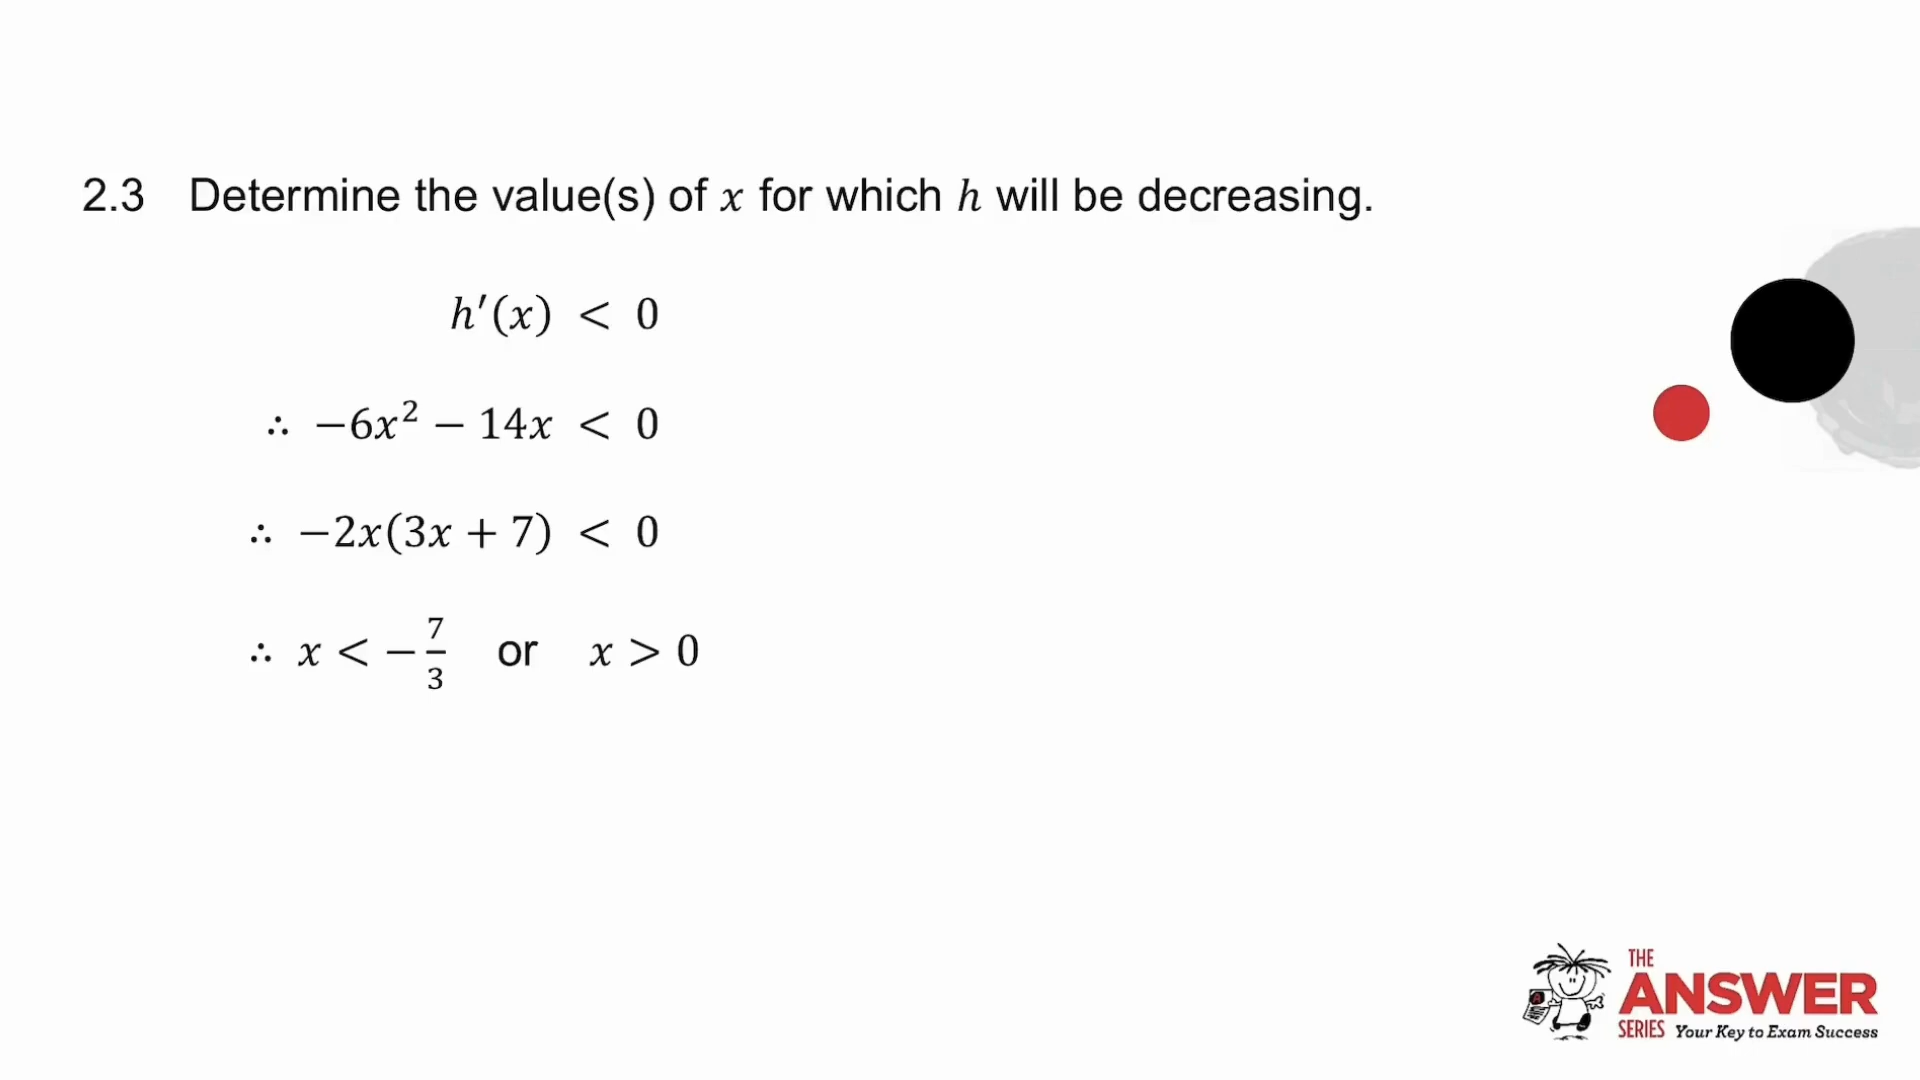 2.3 Determine the value(s) of x for which h will be decreasing.
h′(x) < 0
∴ −6x² − 14x < 0
∴ −2x(3x + 7) < 0
∴ x < −7/3 or x > 0
THE
ANSWER
SERIES Your Key to Exam Success